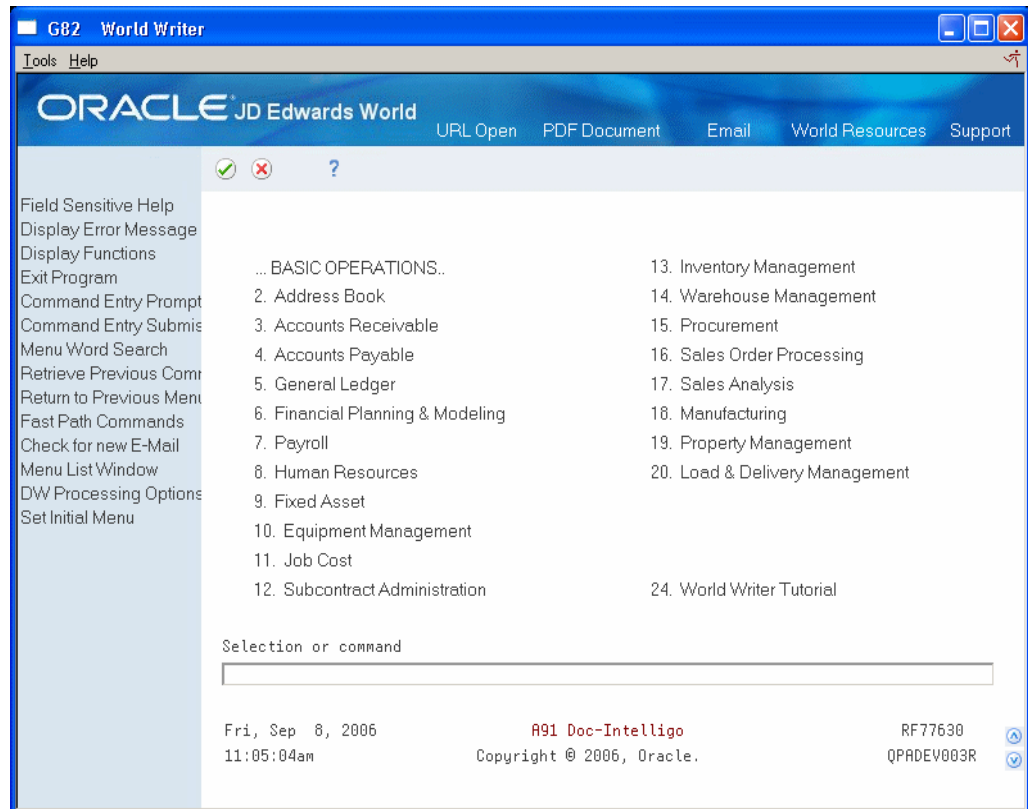 G82 World Writer
Tools Help
ORACLE JD Edwards World
URL Open PDF Document Email World Resources Support
?
Field Sensitive Help
Display Error Message
Display Functions
Exit Program
Command Entry Prompt
Command Entry Submis
Menu Word Search
Retrieve Previous Comm
Return to Previous Menu
Fast Path Commands
Check for new E-Mail
Menu List Window
DW Processing Options
Set Initial Menu
... BASIC OPERATIONS..
2. Address Book
3. Accounts Receivable
4. Accounts Payable
5. General Ledger
6. Financial Planning & Modeling
7. Payroll
8. Human Resources
9. Fixed Asset
10. Equipment Management
11. Job Cost
12. Subcontract Administration
13. Inventory Management
14. Warehouse Management
15. Procurement
16. Sales Order Processing
17. Sales Analysis
18. Manufacturing
19. Property Management
20. Load & Delivery Management
24. World Writer Tutorial
Selection or command
Fri, Sep 8, 2006 A91 Doc-Intelligo RF77630
11:05:04am Copyright © 2006, Oracle. QPADEV003R